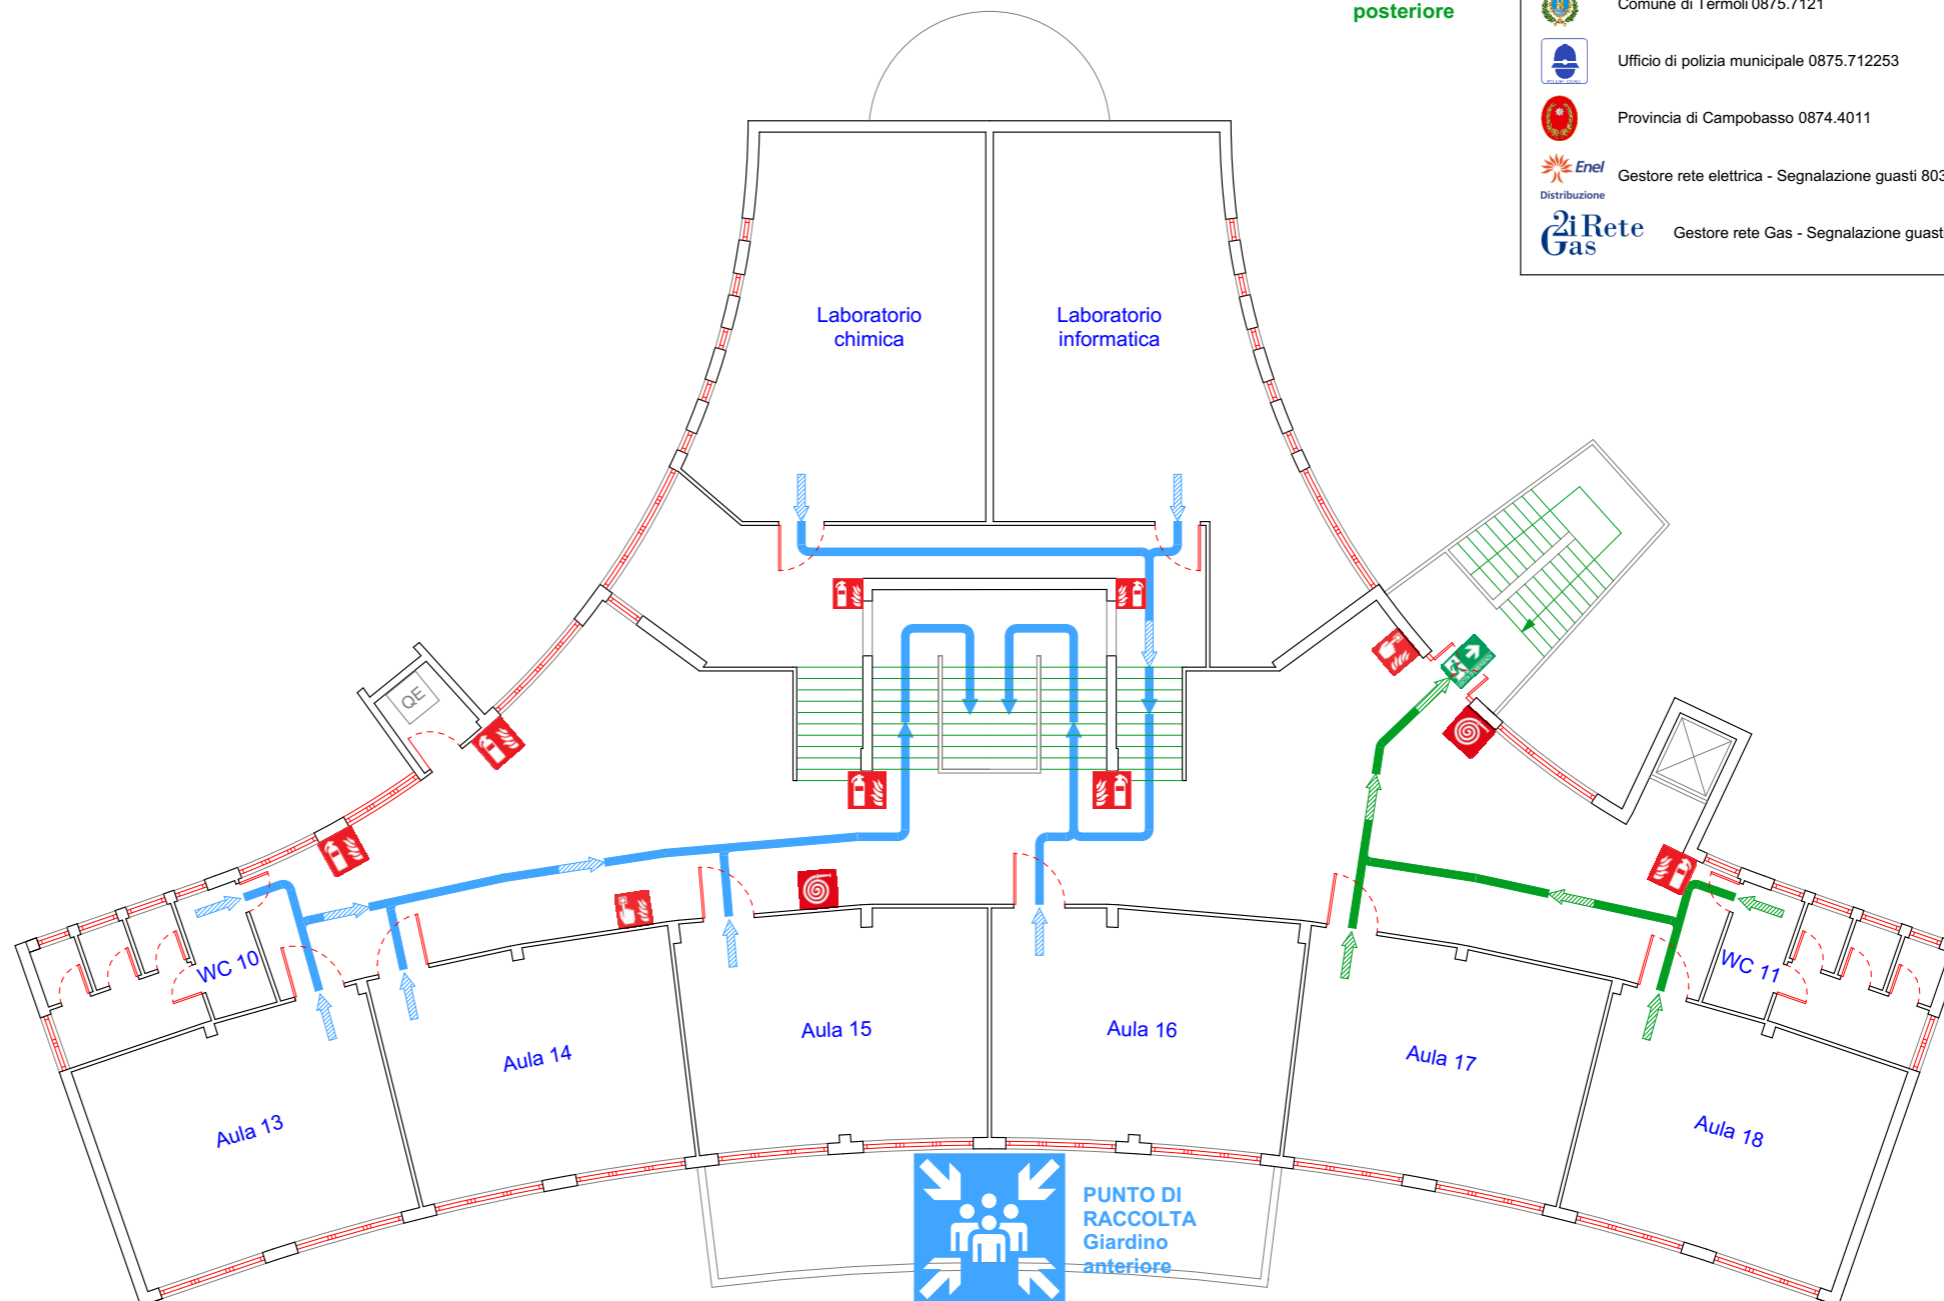 posteriore
Comune di Termoli 0875.7121
Ufficio di polizia municipale 0875.712253
Provincia di Campobasso 0874.4011
Enel
Distribuzione
Gestore rete elettrica - Segnalazione guasti 803
2i Rete
Gas
Gestore rete Gas - Segnalazione guast
Laboratorio
chimica
Laboratorio
informatica
QE
WC 10
WC 11
Aula 13
Aula 14
Aula 15
Aula 16
Aula 17
Aula 18
PUNTO DI
RACCOLTA
Giardino
anteriore